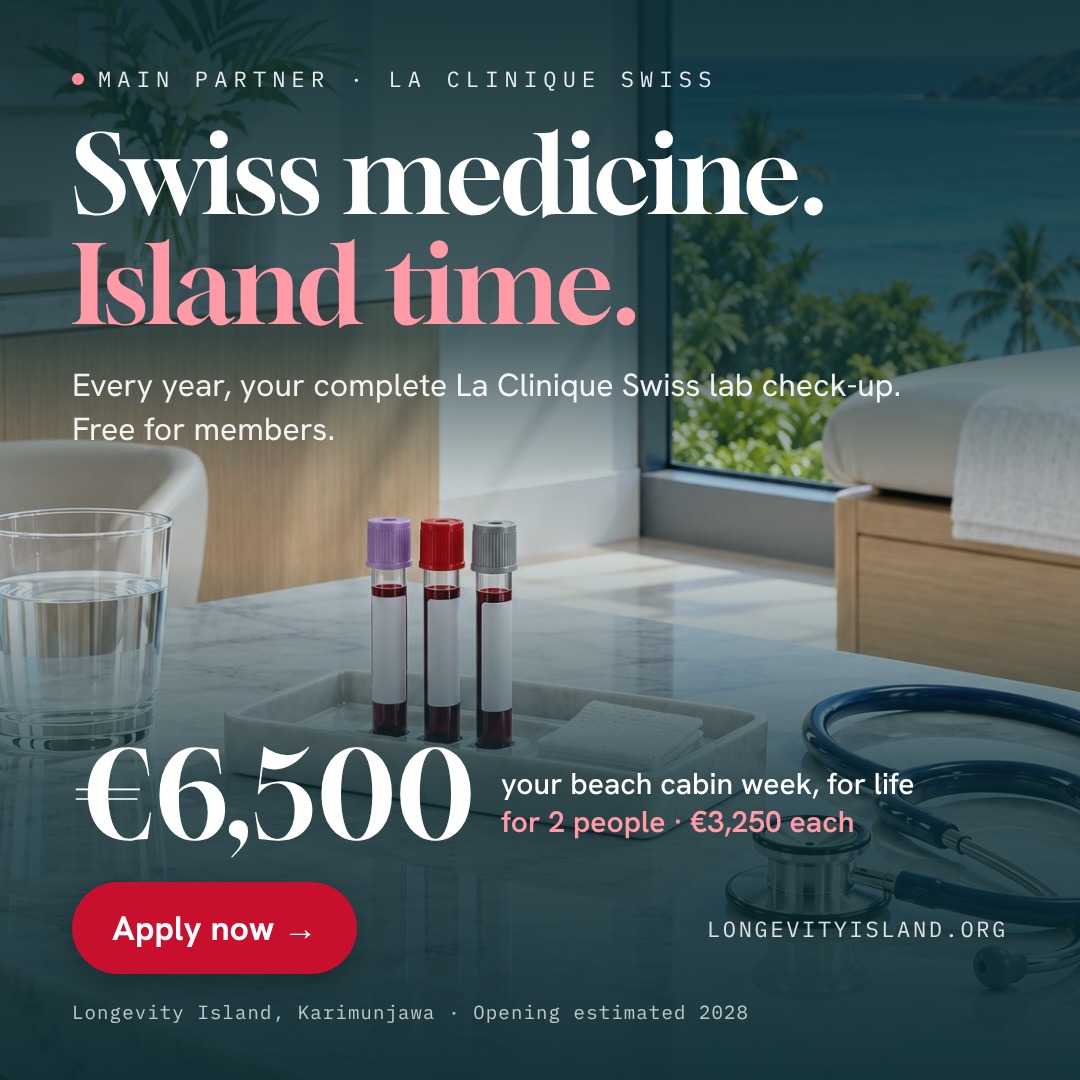 MAIN PARTNER · LA CLINIQUE SWISS
Swiss medicine.
Island time.
Every year, your complete La Clinique Swiss lab check-up.
Free for members.
€6,500
your beach cabin week, for life
for 2 people · €3,250 each
Apply now →
LONGEVITYISLAND.ORG
Longevity Island, Karimunjawa · Opening estimated 2028